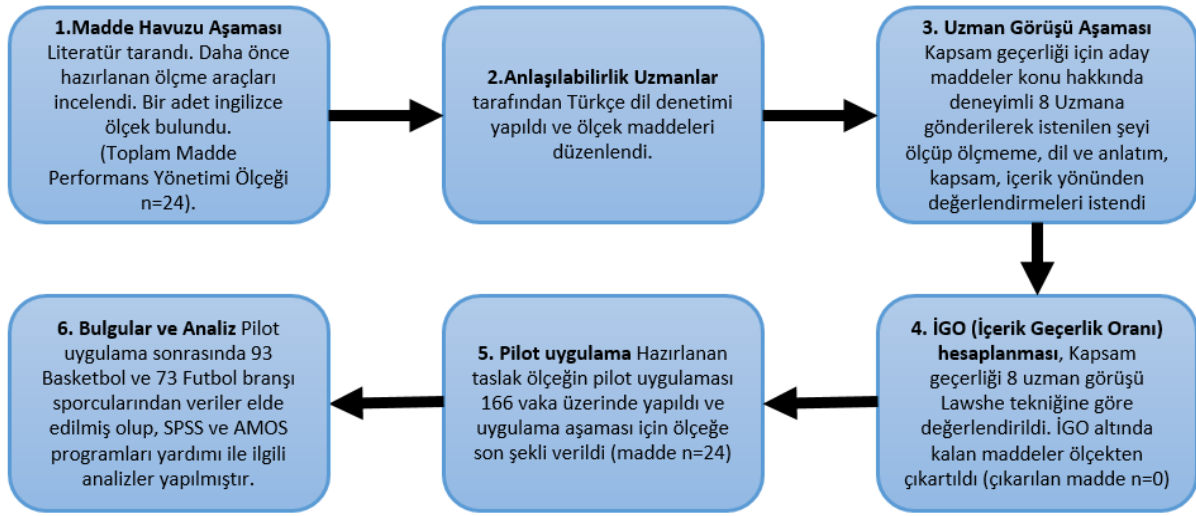 1.Madde Havuzu Aşaması
Literatür tarandı. Daha önce
hazırlanan ölçme araçları
incelendi. Bir adet ingilizce
ölçek bulundu.
(Toplam Madde
Performans Yönetimi Ölçeği
n=24).
2.Anlaşılabilirlik Uzmanlar
tarafından Türkçe dil denetimi
yapıldı ve ölçek maddeleri
düzenlendi.
3. Uzman Görüşü Aşaması
Kapsam geçerliği için aday
maddeler konu hakkında
deneyimli 8 Uzmana
gönderilerek istenilen şeyi
ölçüp ölçmeme, dil ve anlatım,
kapsam, içerik yönünden
değerlendirmeleri istendi
4. İGO (İçerik Geçerlik Oranı)
hesaplanması, Kapsam
geçerliği 8 uzman görüşü
Lawshe tekniğine göre
değerlendirildi. İGO altında
kalan maddeler ölçekten
çıkartıldı (çıkarılan madde n=0)
5. Pilot uygulama Hazırlanan
taslak ölçeğin pilot uygulaması
166 vaka üzerinde yapıldı ve
uygulama aşaması için ölçeğe
son şekli verildi (madde n=24)
6. Bulgular ve Analiz Pilot
uygulama sonrasında 93
Basketbol ve 73 Futbol branşı
sporcularından veriler elde
edilmiş olup, SPSS ve AMOS
programları yardımı ile ilgili
analizler yapılmıştır.